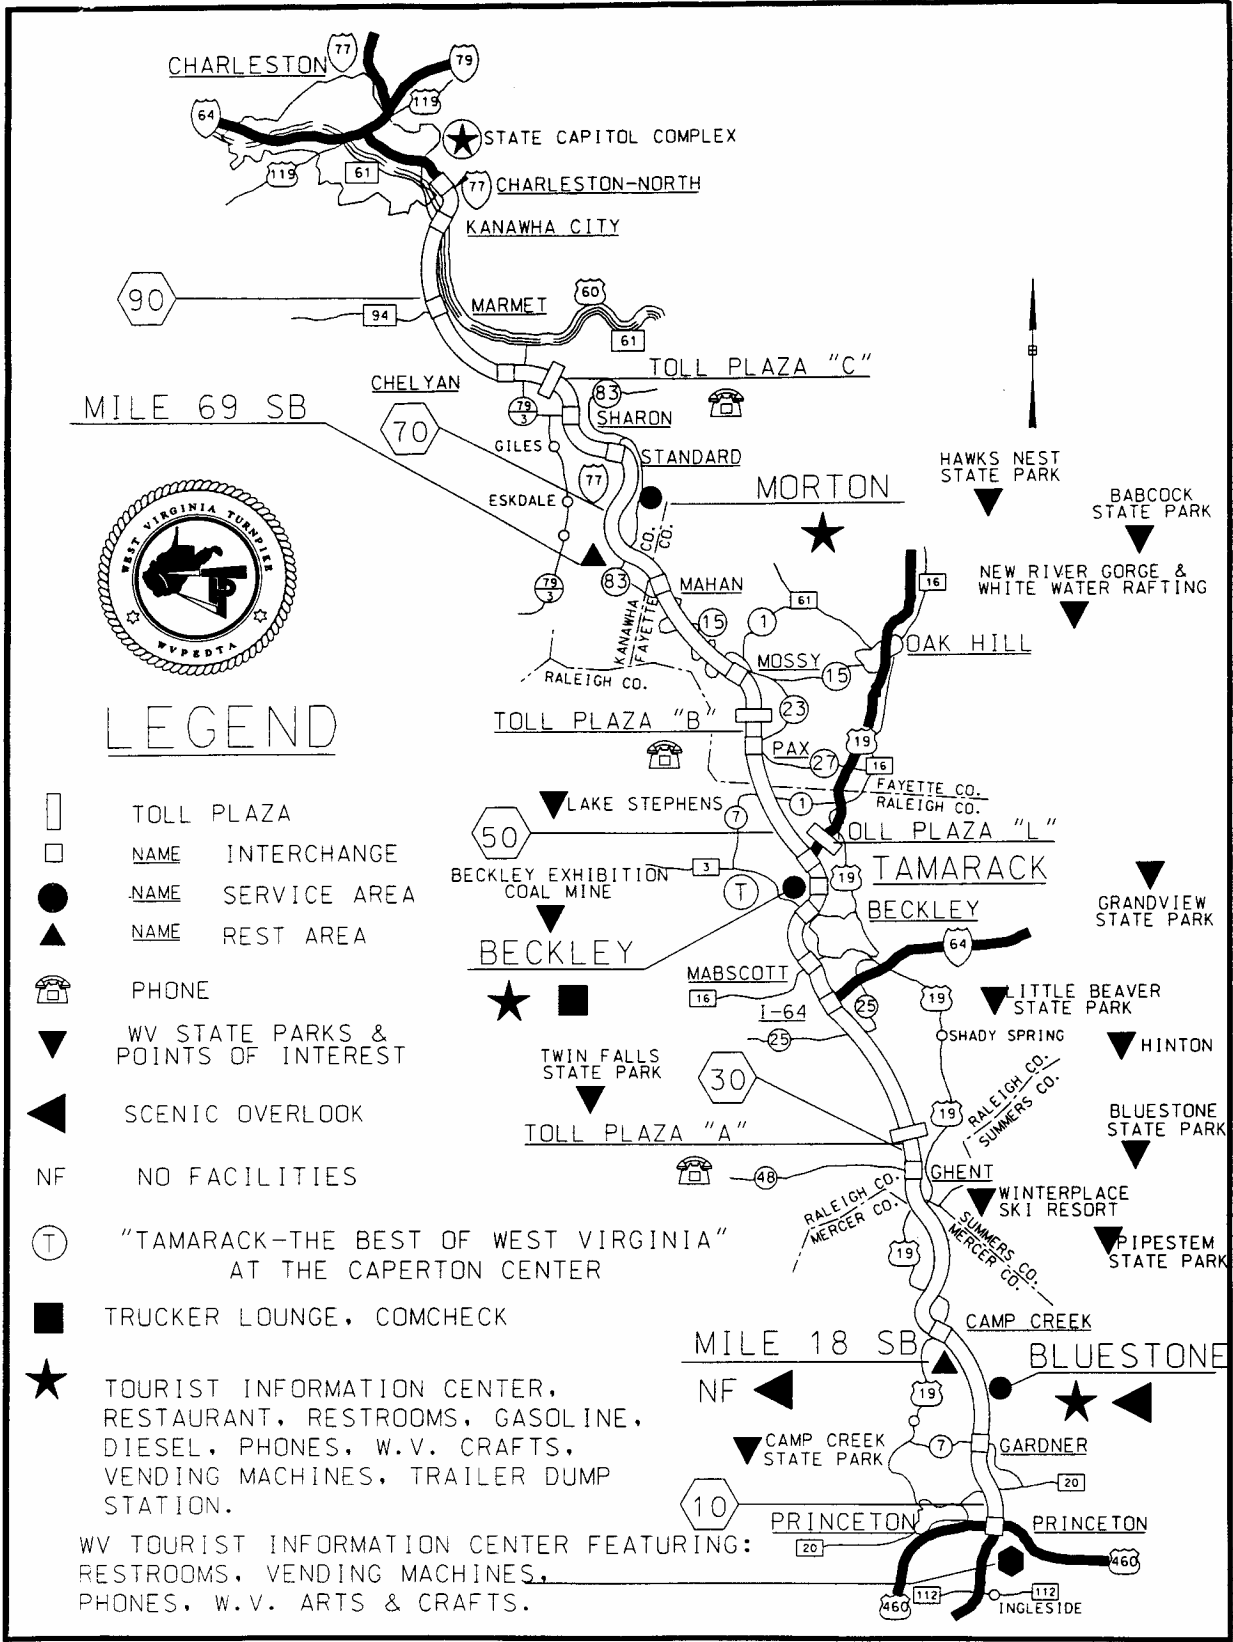 CHARLESTON
77
79
119
64
STATE CAPITOL COMPLEX
119
61
77
CHARLESTON-NORTH
KANAWHA CITY
90
MARMET
60
94
61
CHELYAN
TOLL PLAZA "C"
MILE 69 SB
70
79
3
83
SHARON
GILES
STANDARD
77
MORTON
ESKDALE
CO.
CO.
HAWKS NEST
STATE PARK
BABCOCK
STATE PARK
WEST VIRGINIA TURNPIKE
WVPEDTA
79
3
83
MAHAN
NEW RIVER GORGE &
WHITE WATER RAFTING
16
61
KANAWHA
FAYETTE
15
1
OAK HILL
MOSSY
15
RALEIGH CO.
LEGEND
TOLL PLAZA "B"
23
PAX
27
19
16
FAYETTE CO.
RALEIGH CO.
LAKE STEPHENS
7
1
TOLL PLAZA
50
OLL PLAZA "L"
NAME INTERCHANGE
BECKLEY EXHIBITION
COAL MINE
3
T
19
TAMARACK
NAME SERVICE AREA
BECKLEY
GRANDVIEW
STATE PARK
NAME REST AREA
BECKLEY
64
MABSCOTT
16
I-64
25
25
19
LITTLE BEAVER
STATE PARK
PHONE
SHADY SPRING
HINTON
WV STATE PARKS &
POINTS OF INTEREST
TWIN FALLS
STATE PARK
30
RALEIGH CO.
SUMMERS CO.
19
SCENIC OVERLOOK
TOLL PLAZA "A"
BLUESTONE
STATE PARK
NF NO FACILITIES
48
GHENT
RALEIGH CO.
MERCER CO.
WINTERPLACE
SKI RESORT
T "TAMARACK-THE BEST OF WEST VIRGINIA"
AT THE CAPERTON CENTER
19
SUMMERS CO.
MERCER CO.
PIPESTEM
STATE PARK
TRUCKER LOUNGE, COMCHECK
CAMP CREEK
MILE 18 SB
BLUESTONE
NF
19
TOURIST INFORMATION CENTER,
RESTAURANT, RESTROOMS, GASOLINE,
DIESEL, PHONES, W.V. CRAFTS,
VENDING MACHINES, TRAILER DUMP
STATION.
CAMP CREEK
STATE PARK
7
GARDNER
20
10
PRINCETON
20
PRINCETON
460
WV TOURIST INFORMATION CENTER FEATURING:
RESTROOMS, VENDING MACHINES,
PHONES, W.V. ARTS & CRAFTS.
460
112
112
INGLESIDE